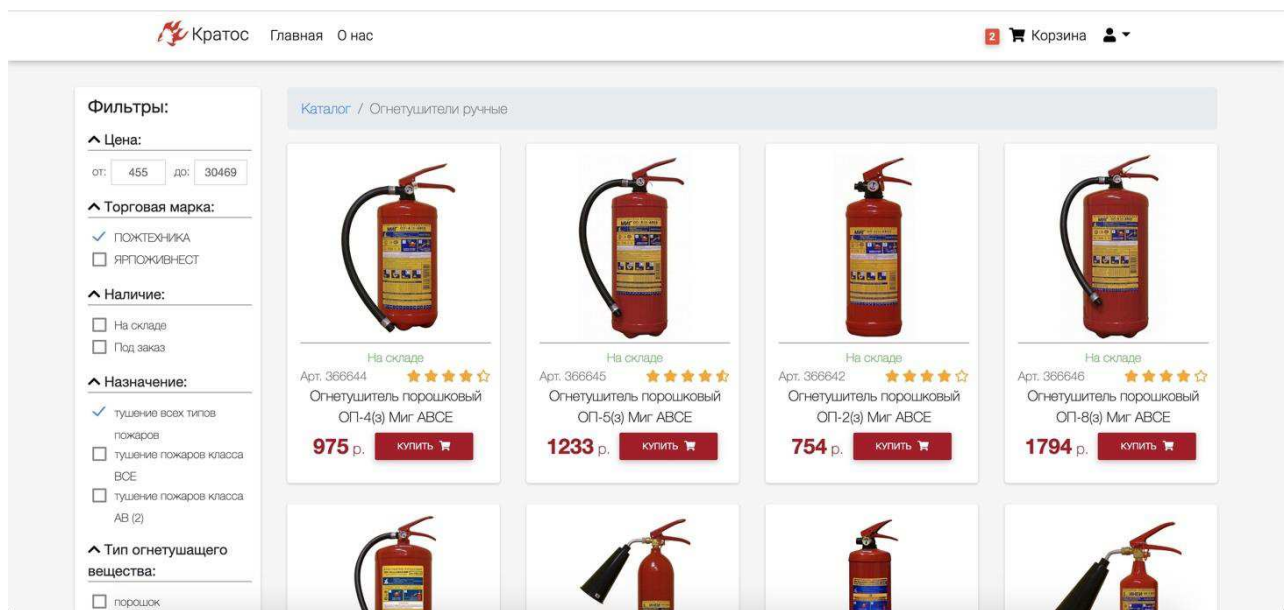 Кратос Главная О нас 2 Корзина
Фильтры:
Цена:
от: 455 до: 30469
Торговая марка:
ПОЖТЕХНИКА
ЯРПОЖИВНЕСТ
Наличие:
На складе
Под заказ
Назначение:
тушение всех типов
пожаров
тушение пожаров класса
ВСЕ
тушение пожаров класса
АВ (2)
Тип огнетушащего
вещества:
порошок
Каталог / Огнетушители ручные
На складе
Арт. 366644
Огнетушитель порошковый
ОП-4(з) Миг АВСЕ
975 р. КУПИТЬ
На складе
Арт. 366645
Огнетушитель порошковый
ОП-5(з) Миг АВСЕ
1233 р. КУПИТЬ
На складе
Арт. 366642
Огнетушитель порошковый
ОП-2(з) Миг АВСЕ
754 р. КУПИТЬ
На складе
Арт. 366646
Огнетушитель порошковый
ОП-8(з) Миг АВСЕ
1794 р. КУПИТЬ